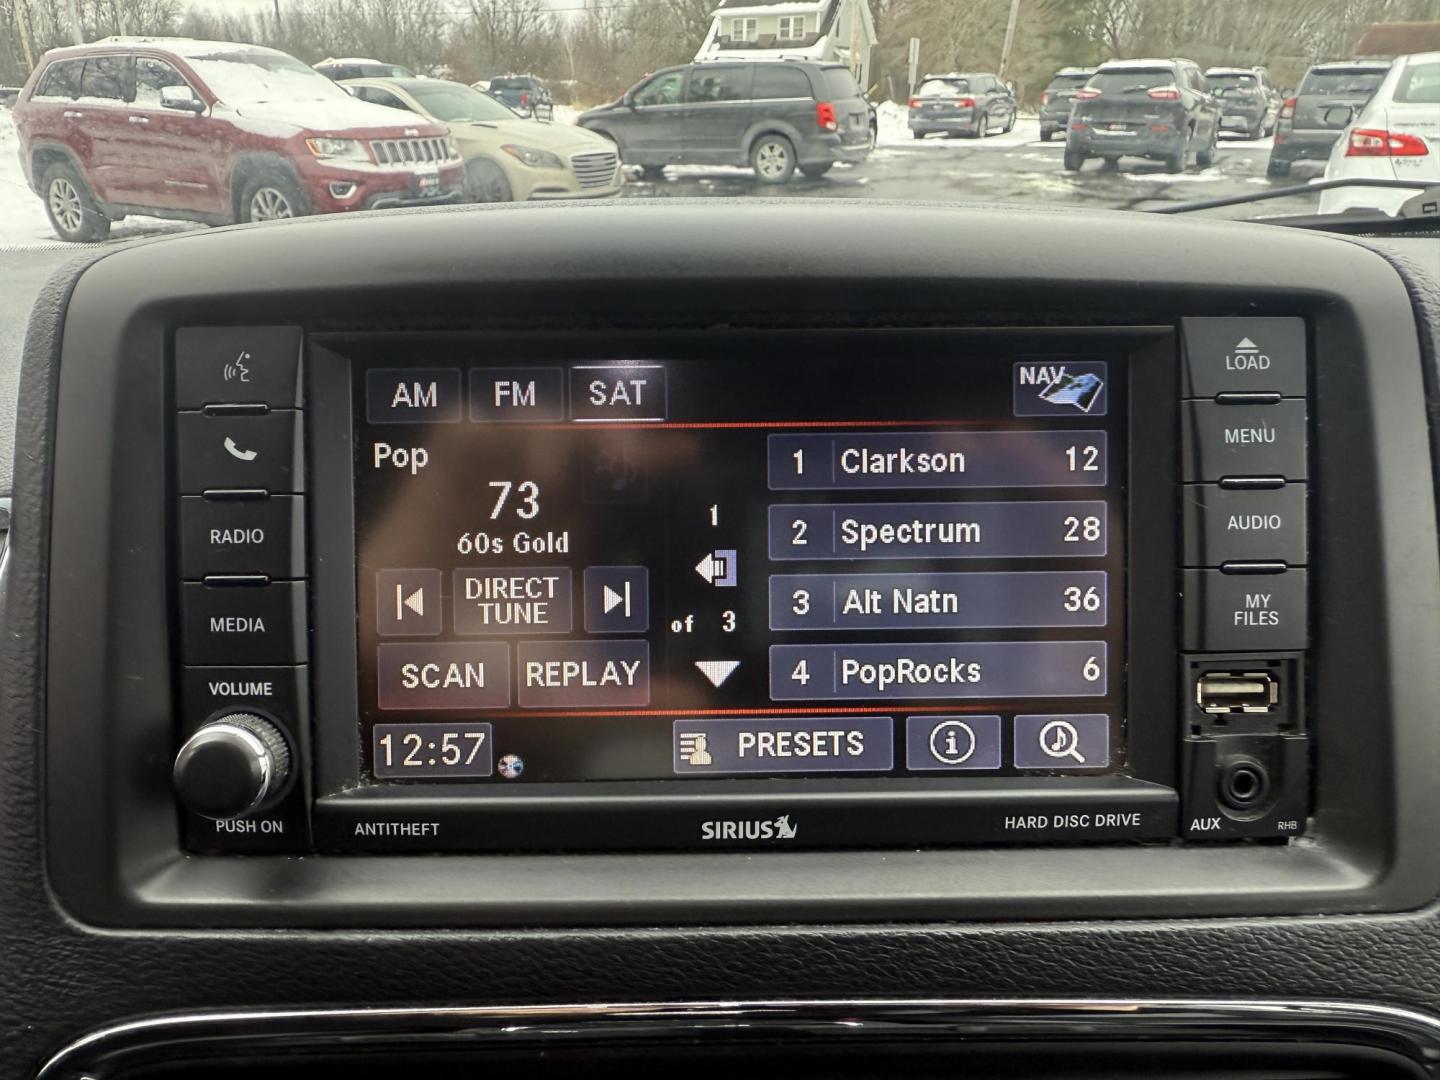 LOAD
MENU
AUDIO
MY
FILES
RADIO
MEDIA
VOLUME
PUSH ON
AM FM SAT NAV
Pop
73
60s Gold
DIRECT
TUNE
SCAN REPLAY
1
of 3
1 Clarkson 12
2 Spectrum 28
3 Alt Natn 36
4 PopRocks 6
12:57 PRESETS i
ANTITHEFT SIRIUS HARD DISC DRIVE
AUX RHB